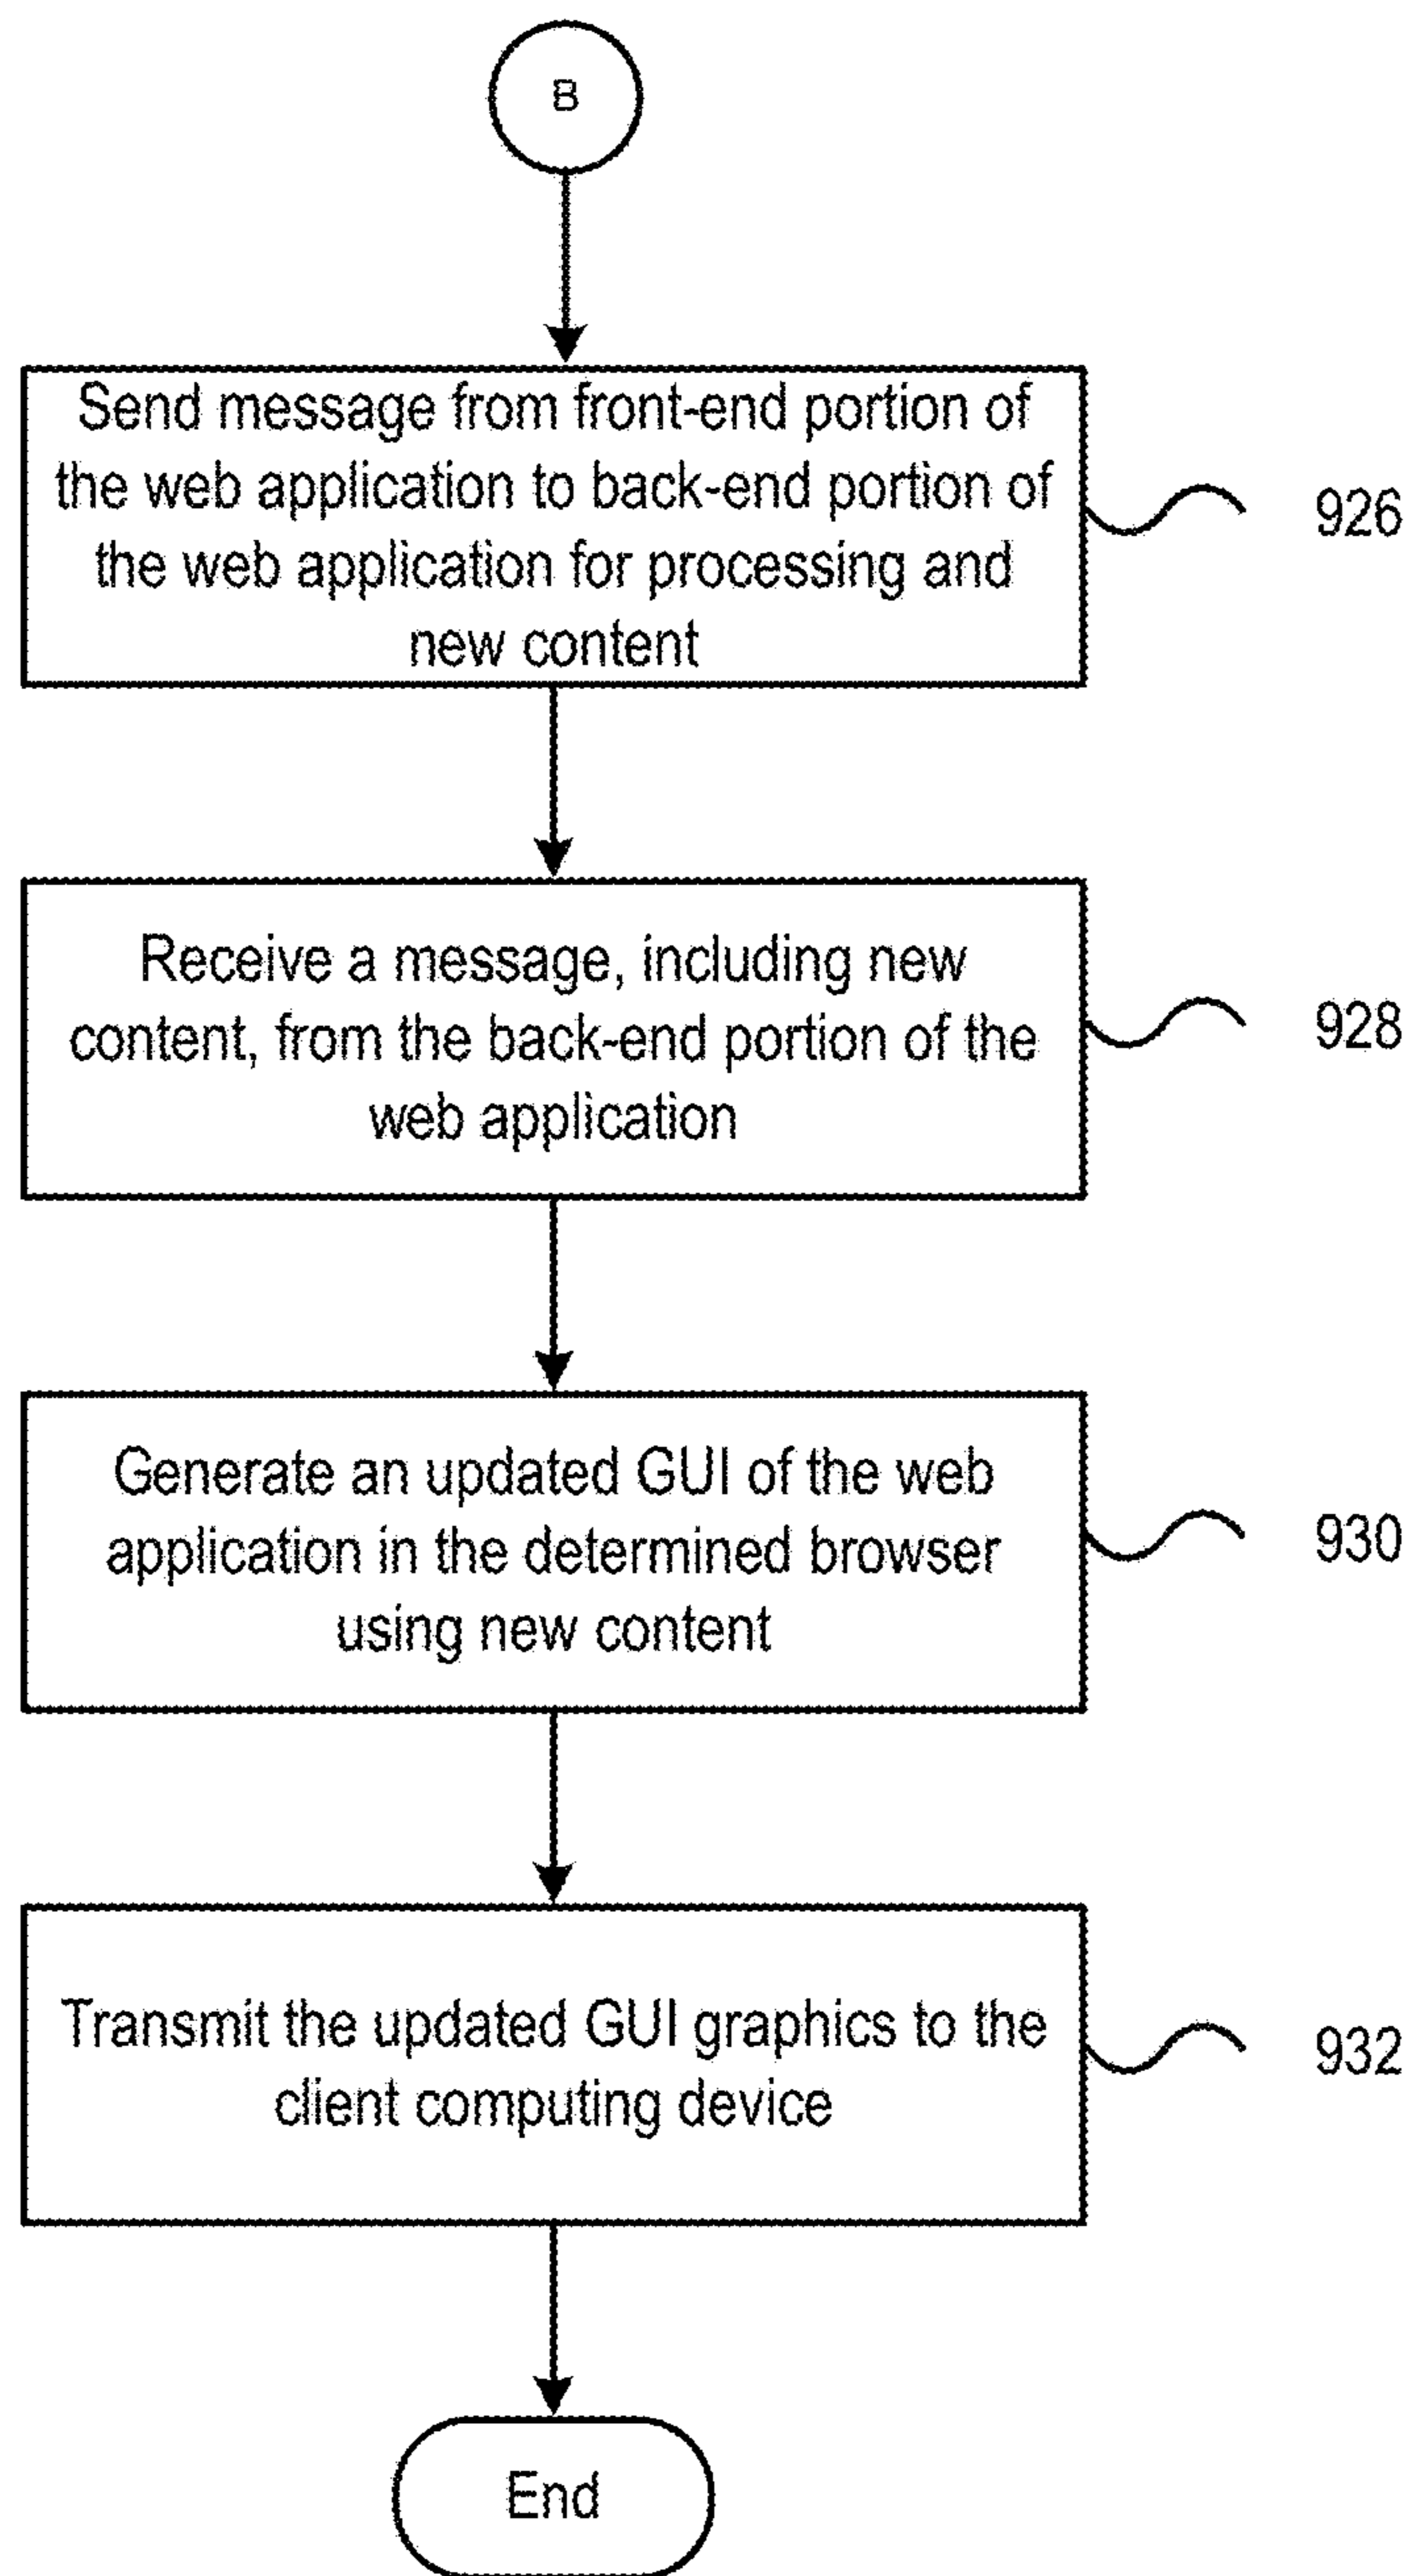 B
Send message from front-end portion of
the web application to back-end portion of
the web application for processing and
new content
926
Receive a message, including new
content, from the back-end portion of the
web application
928
Generate an updated GUI of the web
application in the determined browser
using new content
930
Transmit the updated GUI graphics to the
client computing device
932
End